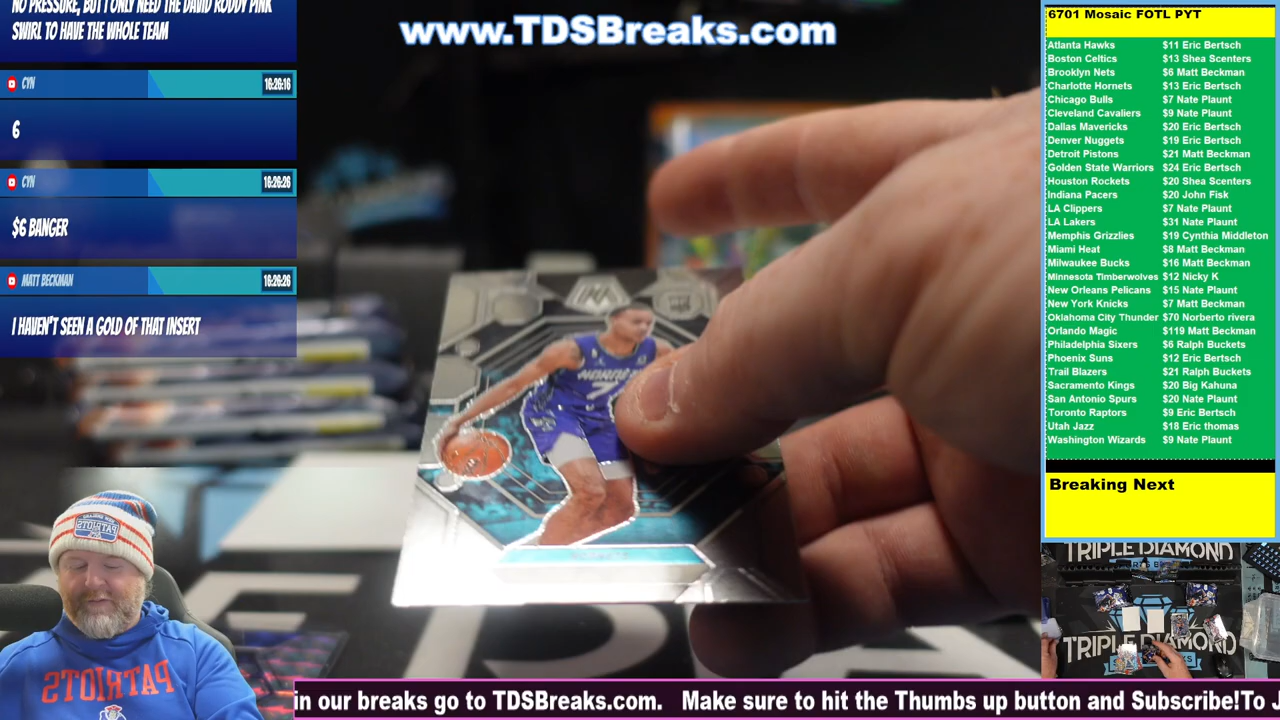 NO PRESSURE, BUT I ONLY NEED THE DAVID RODDY PINK
SWIRL TO HAVE THE WHOLE TEAM
CYN
16:26:16
6
CYN
16:26:26
$6 BANGER
MATT BECKMAN
16:26:26
I HAVEN'T SEEN A GOLD OF THAT INSERT
www.TDSBreaks.com
HORNETS
PATRIOTS
PATRIOTS
6701 Mosaic FOTL PYT
Atlanta Hawks $11 Eric Bertsch
Boston Celtics $13 Shea Scenters
Brooklyn Nets $6 Matt Beckman
Charlotte Hornets $13 Eric Bertsch
Chicago Bulls $7 Nate Plaunt
Cleveland Cavaliers $9 Nate Plaunt
Dallas Mavericks $20 Eric Bertsch
Denver Nuggets $19 Eric Bertsch
Detroit Pistons $21 Matt Beckman
Golden State Warriors $24 Eric Bertsch
Houston Rockets $20 Shea Scenters
Indiana Pacers $20 John Fisk
LA Clippers $7 Nate Plaunt
LA Lakers $31 Nate Plaunt
Memphis Grizzlies $19 Cynthia Middleton
Miami Heat $8 Matt Beckman
Milwaukee Bucks $16 Matt Beckman
Minnesota Timberwolves $12 Nicky K
New Orleans Pelicans $15 Nate Plaunt
New York Knicks $7 Matt Beckman
Oklahoma City Thunder $70 Norberto rivera
Orlando Magic $119 Matt Beckman
Philadelphia Sixers $6 Ralph Buckets
Phoenix Suns $12 Eric Bertsch
Trail Blazers $21 Ralph Buckets
Sacramento Kings $20 Big Kahuna
San Antonio Spurs $20 Nate Plaunt
Toronto Raptors $9 Eric Bertsch
Utah Jazz $18 Eric thomas
Washington Wizards $9 Nate Plaunt
Breaking Next
TRIPLE DIAMOND
TRIPLE DIAMOND
in our breaks go to TDSBreaks.com. Make sure to hit the Thumbs up button and Subscribe!To J